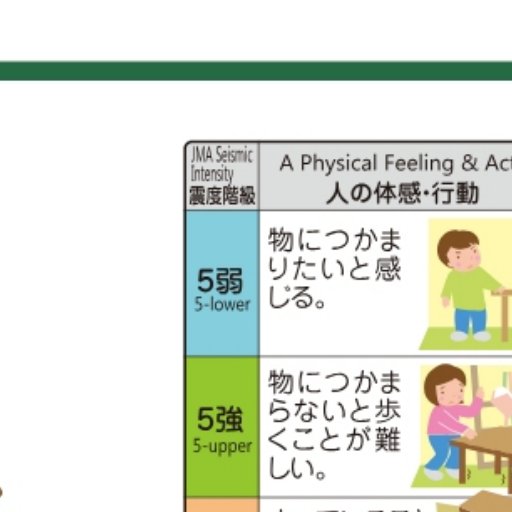 JMA Seismic
Intensity
震度階級
A Physical Feeling & Act
人の体感・行動
5弱
5-lower
物につかま
りたいと感
じる。
5強
5-upper
物につかま
らないと歩
くことが難
しい。